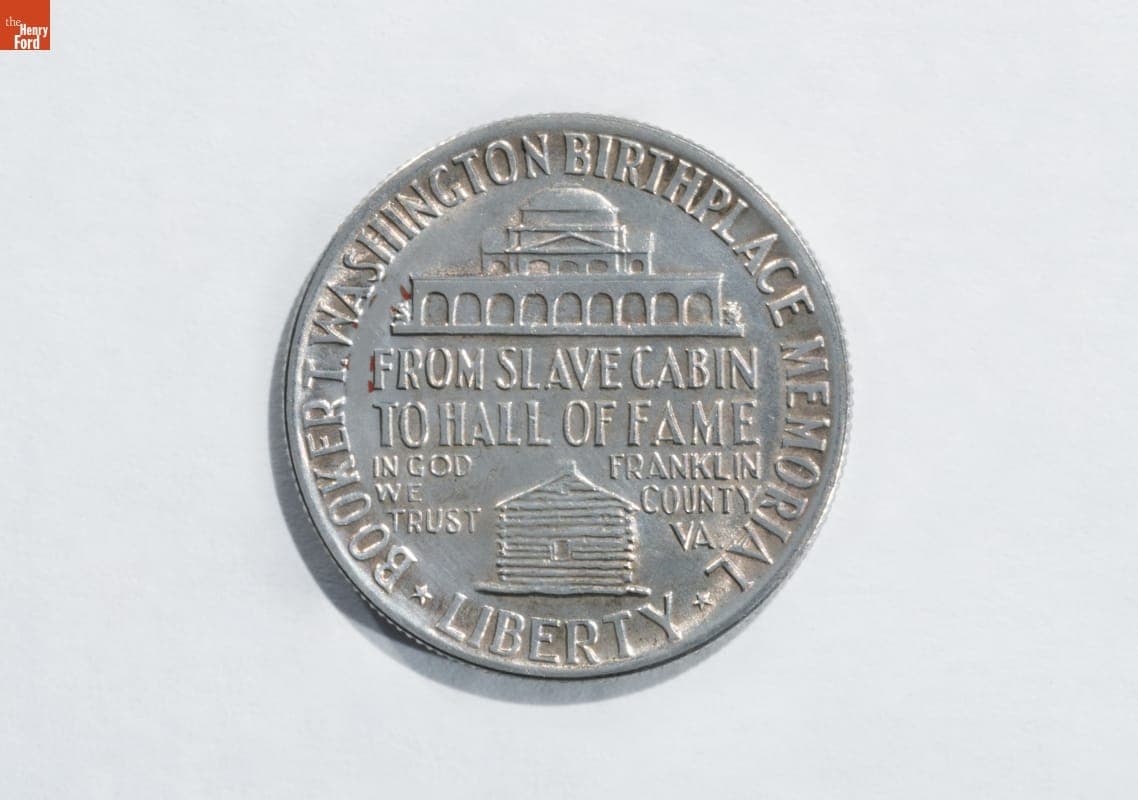 the
Henry
Ford
BOOKER T. WASHINGTON BIRTHPLACE MEMORIAL
FROM SLAVE CABIN
TO HALL OF FAME
IN GOD
WE
TRUST
FRANKLIN
COUNTY
VA.
LIBERTY